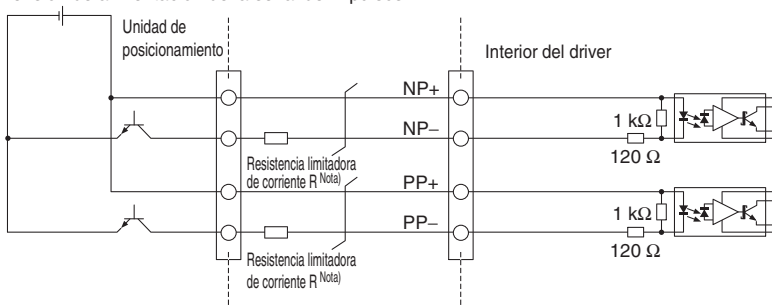 Unidad de
posicionamiento
Interior del driver
NP+
1 kΩ
NP−
120 Ω
Resistencia limitadora
de corriente R Nota)
PP+
1 kΩ
PP−
120 Ω
Resistencia limitadora
de corriente R Nota)